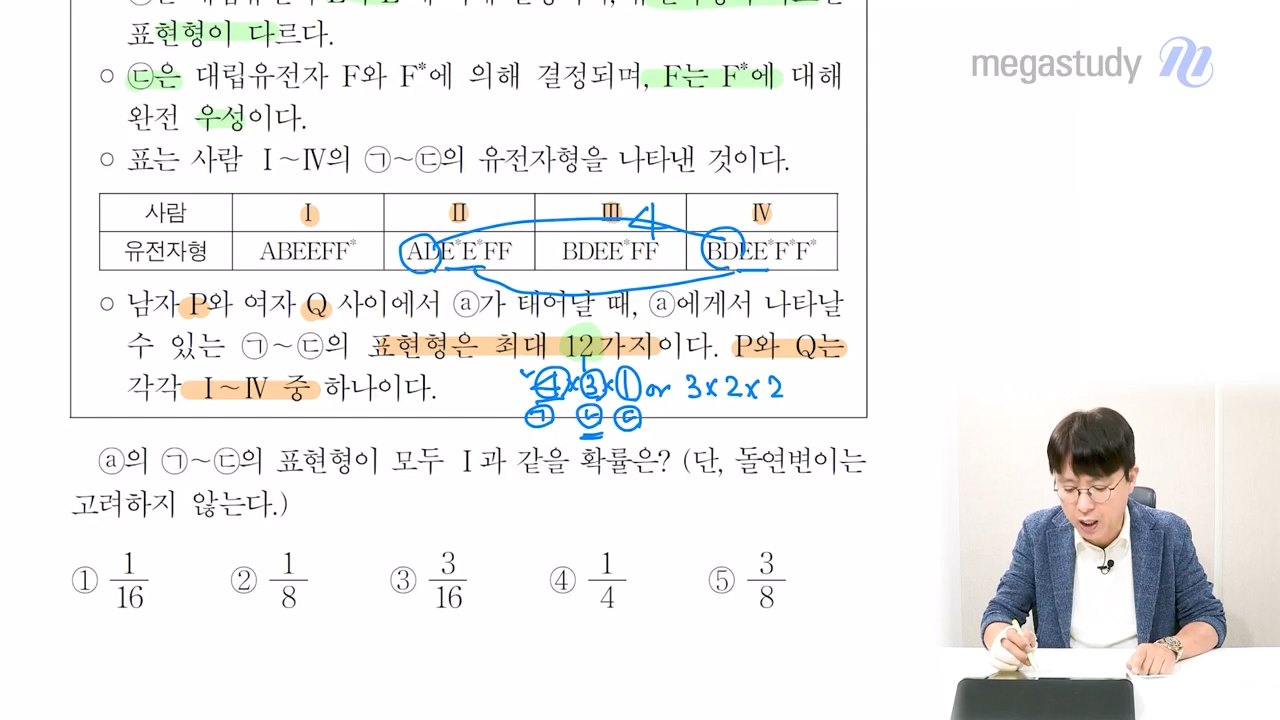 표현형이 다르다.
○ ㉢은 대립유전자 F와 F*에 의해 결정되며, F는 F*에 대해
완전 우성이다.
○ 표는 사람 Ⅰ~Ⅳ의 ㉠~㉢의 유전자형을 나타낸 것이다.
사람 Ⅰ Ⅱ Ⅲ Ⅳ
4
유전자형 ABEEFF* ADE*E*FF BDEE*FF BDEE*F*F*
○ 남자 P와 여자 Q 사이에서 ⓐ가 태어날 때, ⓐ에게서 나타날
수 있는 ㉠~㉢의 표현형은 최대 12가지이다. P와 Q는
각각 Ⅰ~Ⅳ 중 하나이다.
4×3×1 or 3×2×2
㉠ ㉡ ㉢
ⓐ의 ㉠~㉢의 표현형이 모두 Ⅰ과 같을 확률은? (단, 돌연변이는
고려하지 않는다.)
① 1/16 ② 1/8 ③ 3/16 ④ 1/4 ⑤ 3/8
megastudy